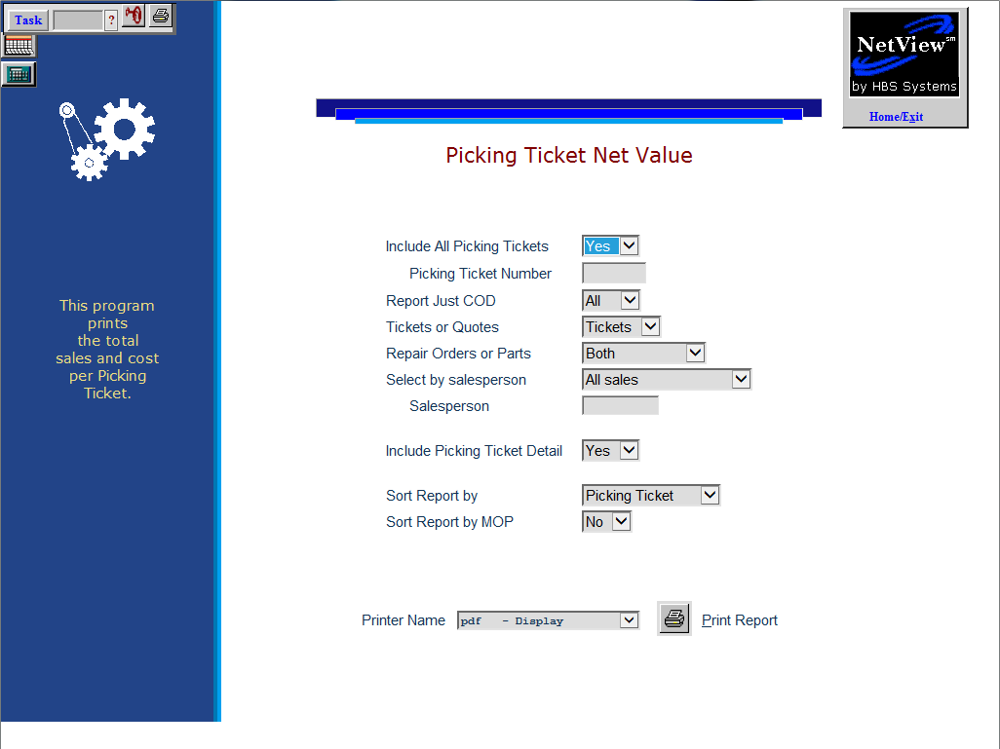 Task ?
NetView℠
by HBS Systems
Home/Exit
Picking Ticket Net Value
This program
prints
the total
sales and cost
per Picking
Ticket.
Include All Picking Tickets Yes
Picking Ticket Number
Report Just COD All
Tickets or Quotes Tickets
Repair Orders or Parts Both
Select by salesperson All sales
Salesperson
Include Picking Ticket Detail Yes
Sort Report by Picking Ticket
Sort Report by MOP No
Printer Name pdf - Display Print Report